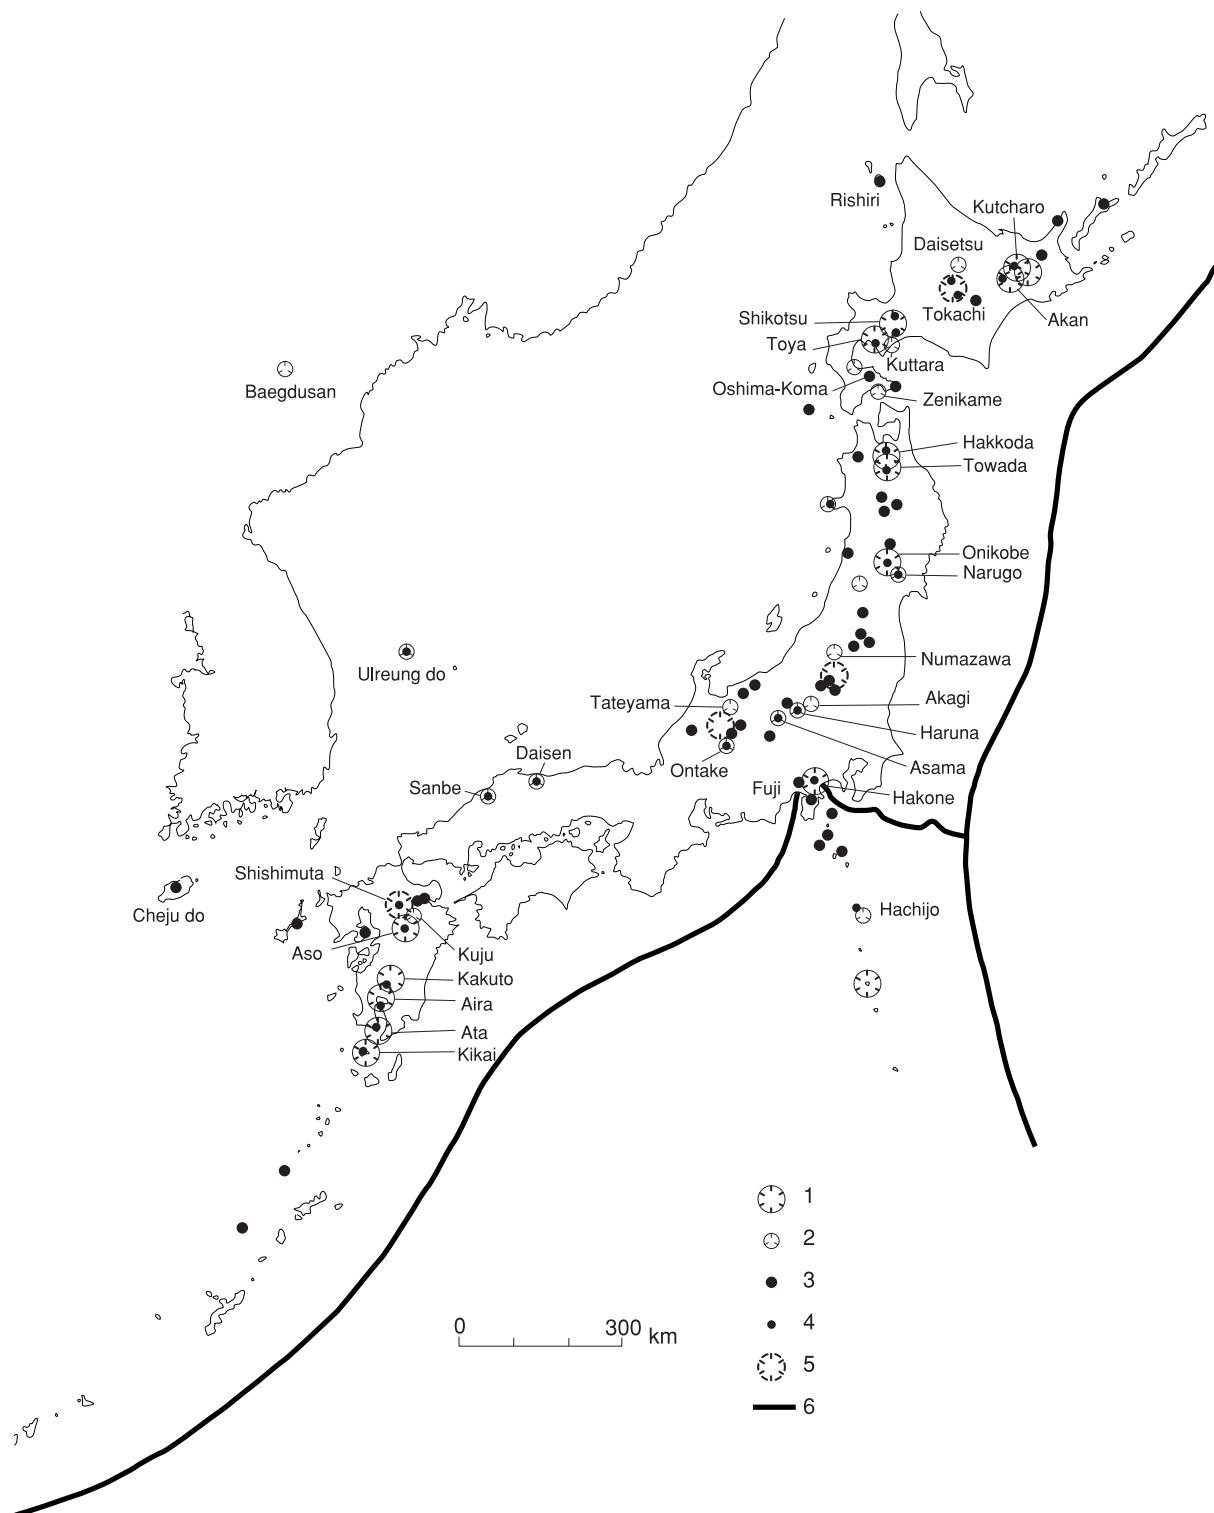 Rishiri
Kutcharo
Daisetsu
Tokachi
Akan
Shikotsu
Toya
Kuttara
Baegdusan
Oshima-Koma
Zenikame
Hakkoda
Towada
Onikobe
Narugo
Ulreung do
Numazawa
Tateyama
Akagi
Haruna
Daisen
Asama
Ontake
Sanbe
Fuji
Hakone
Shishimuta
Cheju do
Hachijo
Aso
Kuju
Kakuto
Aira
Ata
Kikai
1
2
3
4
0 300 km
5
6